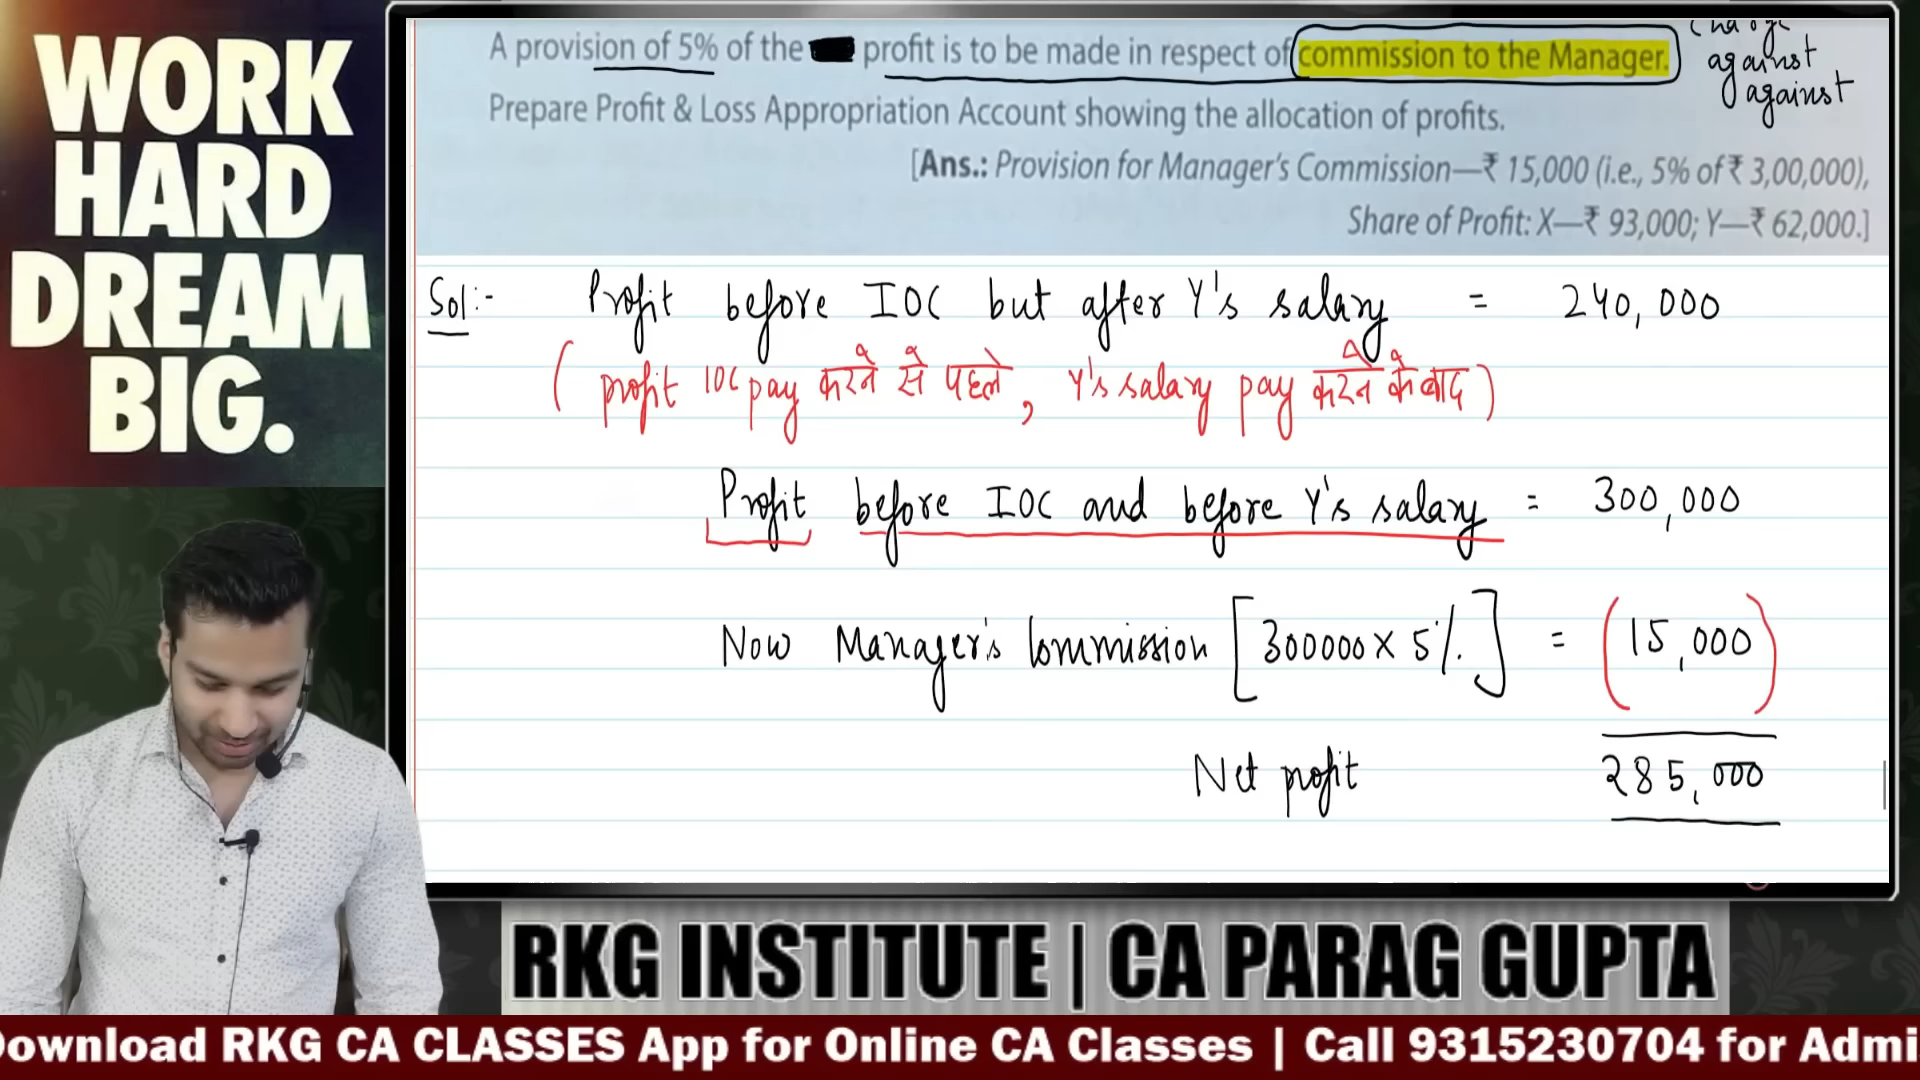 WORK
HARD
DREAM
BIG.
A provision of 5% of the profit is to be made in respect of commission to the Manager.
against
against
Prepare Profit & Loss Appropriation Account showing the allocation of profits.
[Ans.: Provision for Manager's Commission—₹ 15,000 (i.e., 5% of ₹ 3,00,000),
Share of Profit: X—₹ 93,000; Y—₹ 62,000.]
Sol:- Profit before IOC but after Y's salary = 240,000
( profit IOC pay करने से पहले, Y's salary pay करने के बाद )
Profit before IOC and before Y's salary = 300,000
Now Manager's Commission [300000 x 5%.] = (15,000)
Net profit 285,000
RKG INSTITUTE | CA PARAG GUPTA
ownload RKG CA CLASSES App for Online CA Classes | Call 9315230704 for Admi